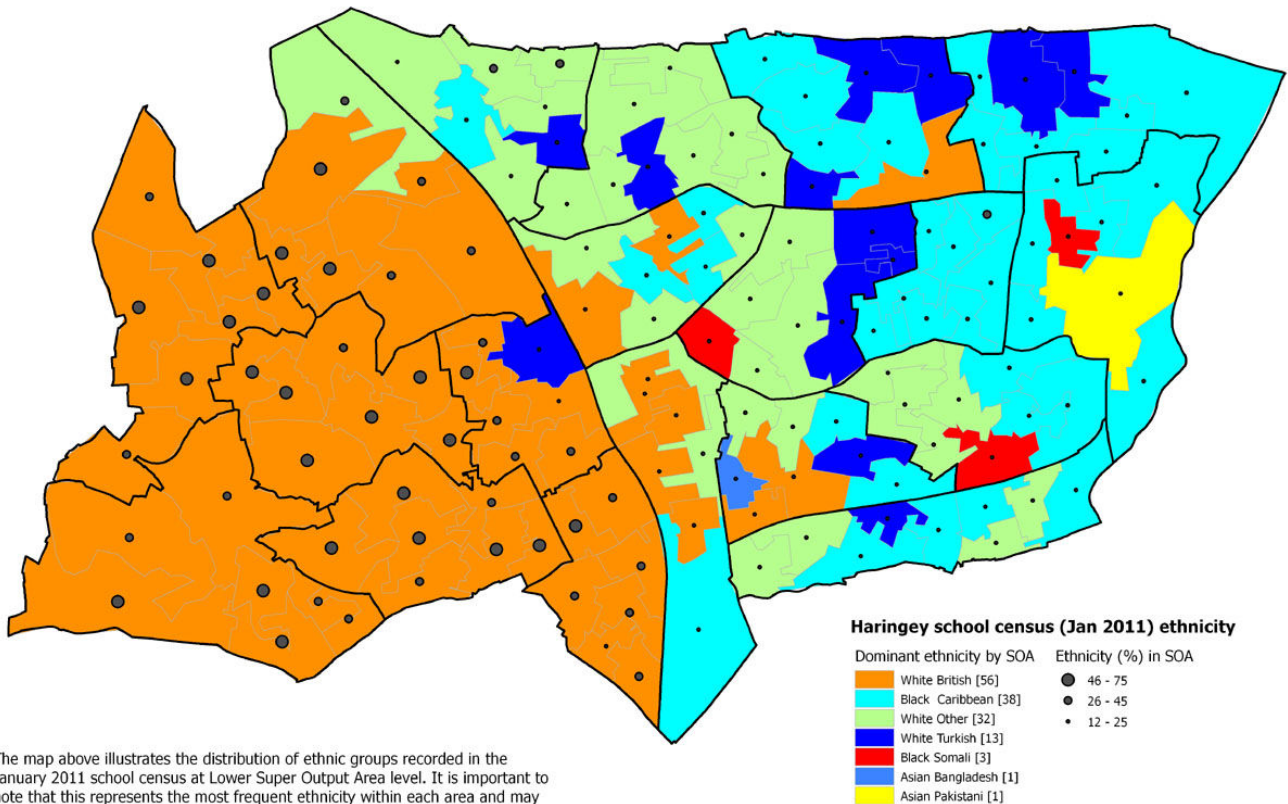 Haringey school census (Jan 2011) ethnicity
Dominant ethnicity by SOA
White British [56]
Black Caribbean [38]
White Other [32]
White Turkish [13]
Black Somali [3]
Asian Bangladesh [1]
Asian Pakistani [1]
Ethnicity (%) in SOA
46 - 75
26 - 45
12 - 25
he map above illustrates the distribution of ethnic groups recorded in the
anuary 2011 school census at Lower Super Output Area level. It is important to
ote that this represents the most frequent ethnicity within each area and may